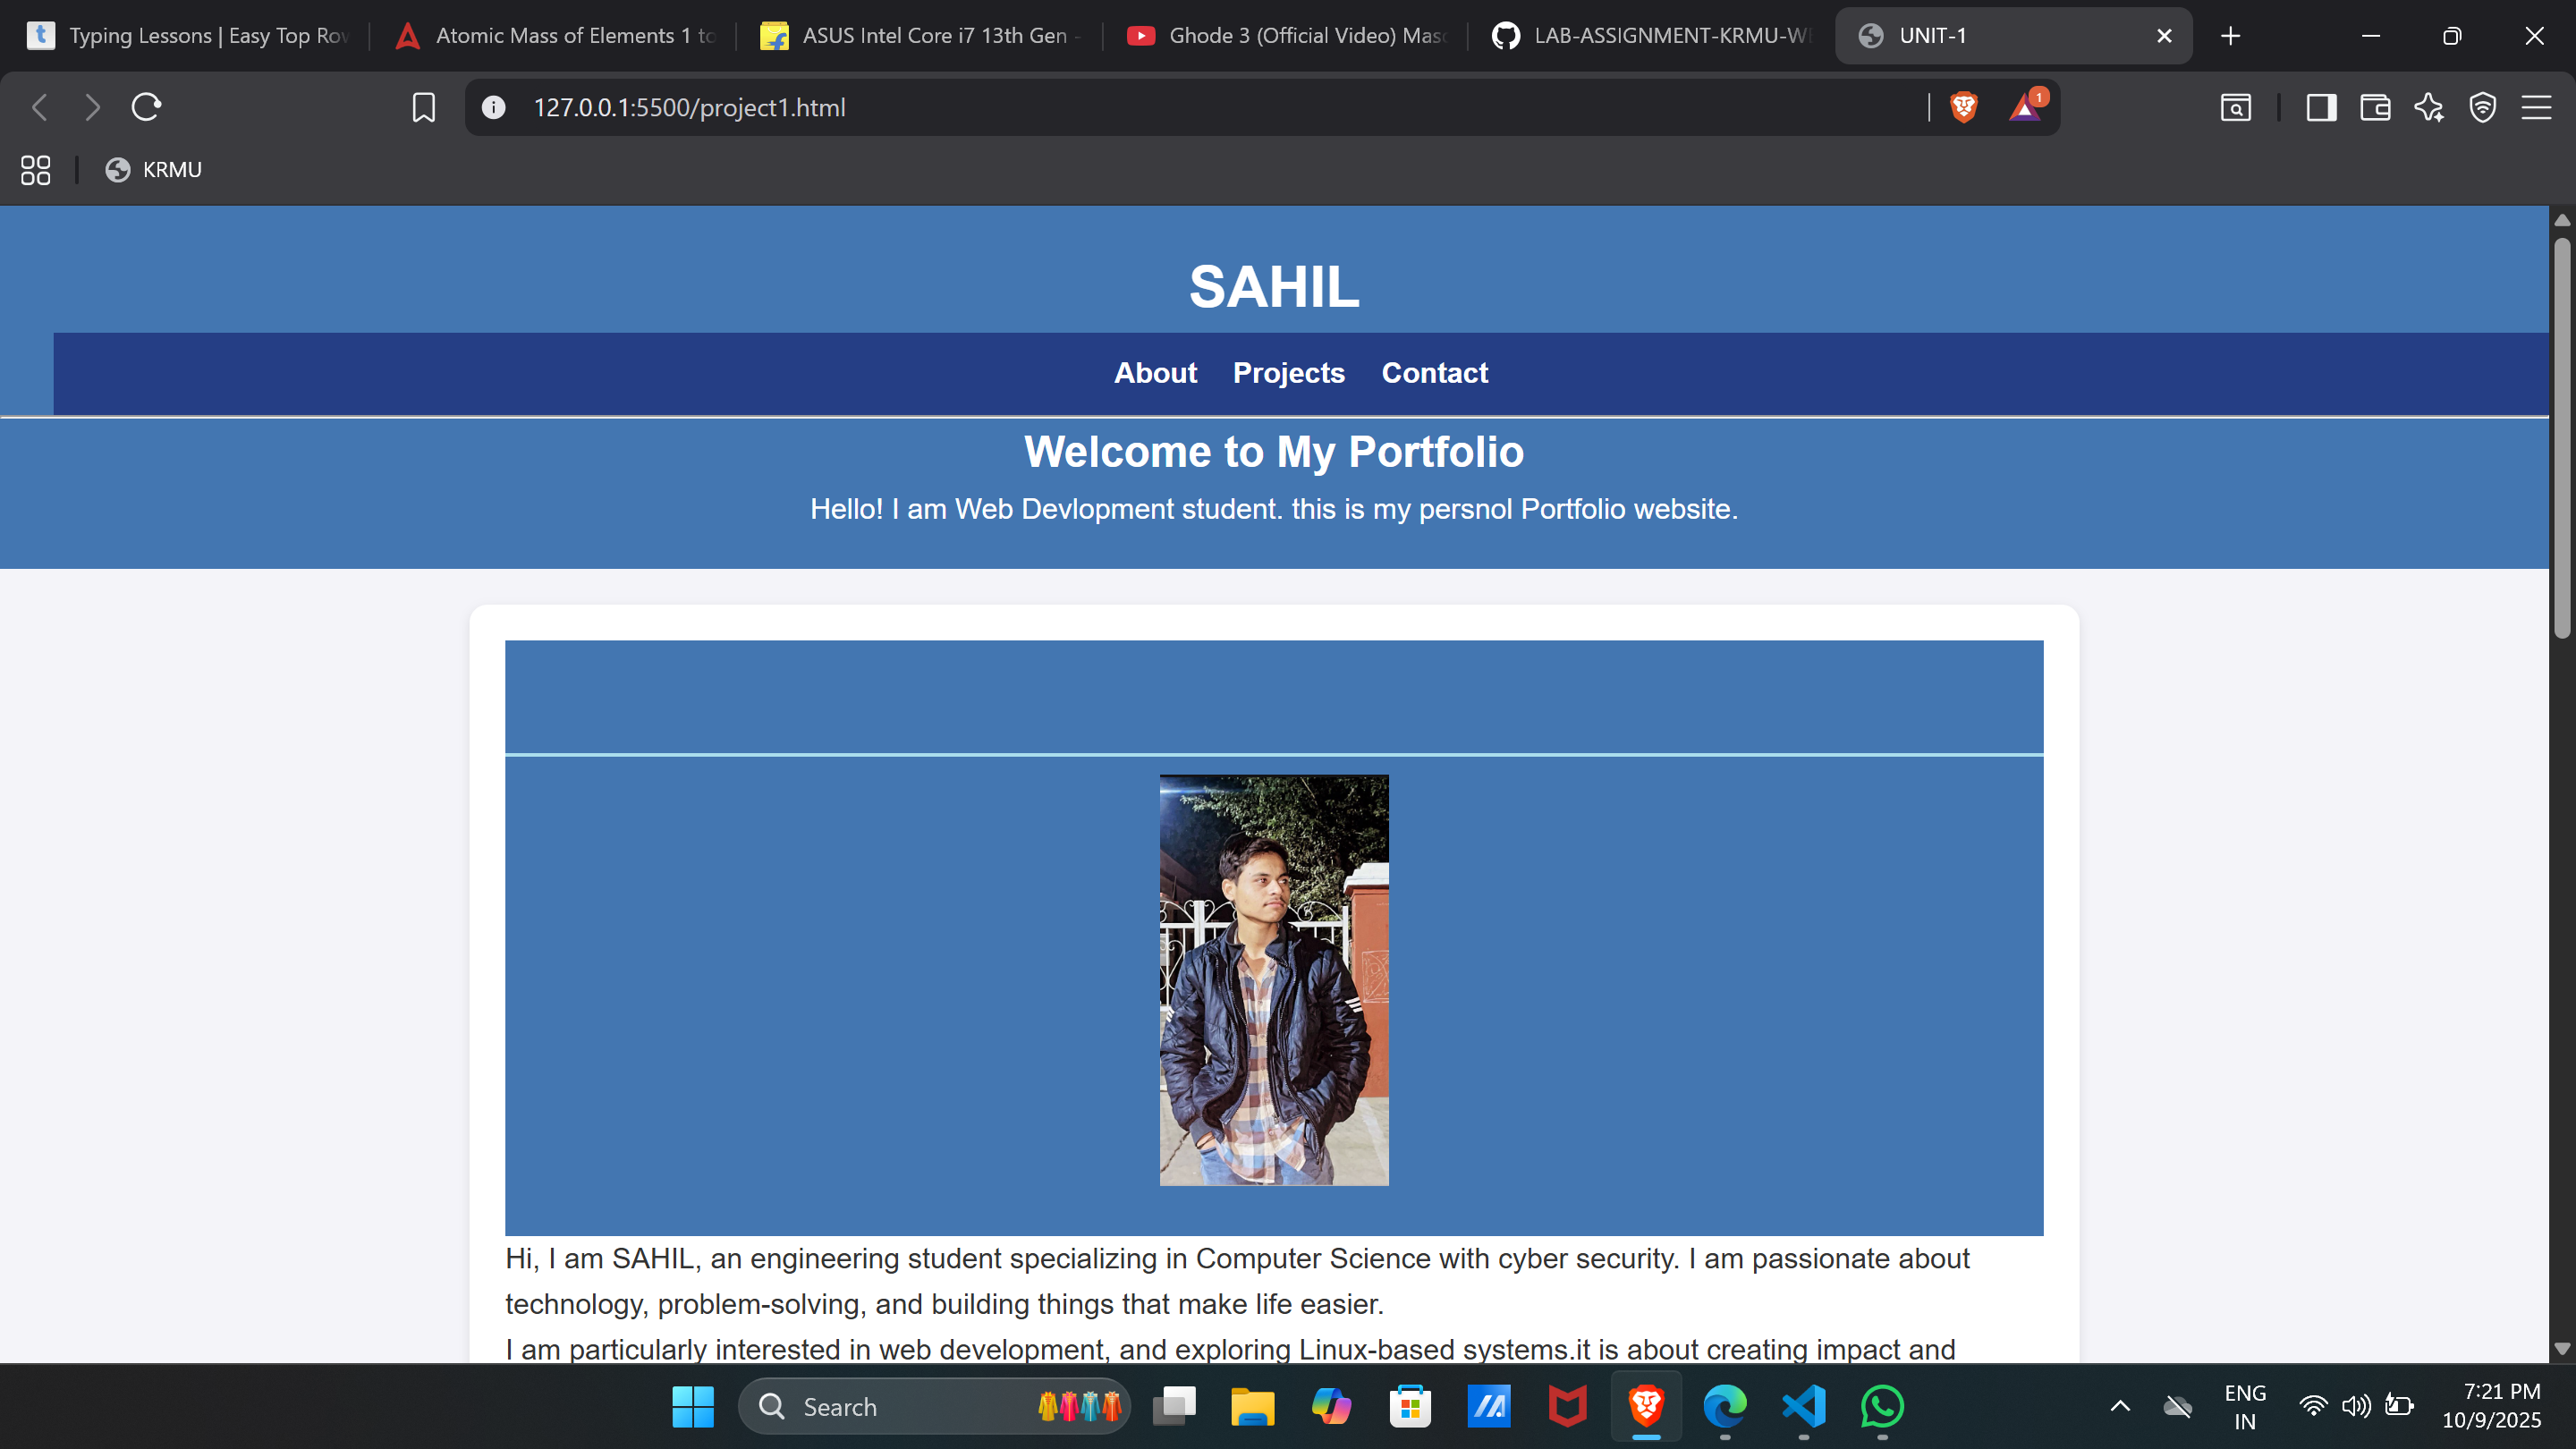 Typing Lessons | Easy Top Rov
Atomic Mass of Elements 1 to
ASUS Intel Core i7 13th Gen -
Ghode 3 (Official Video) Maso
LAB-ASSIGNMENT-KRMU-WE
UNIT-1
127.0.0.1:5500/project1.html
1
KRMU
SAHIL
About Projects Contact
Welcome to My Portfolio
Hello! I am Web Devlopment student. this is my persnol Portfolio website.
Hi, I am SAHIL, an engineering student specializing in Computer Science with cyber security. I am passionate about
technology, problem-solving, and building things that make life easier.
I am particularly interested in web development, and exploring Linux-based systems.it is about creating impact and
Search
ENG
IN
7:21 PM
10/9/2025